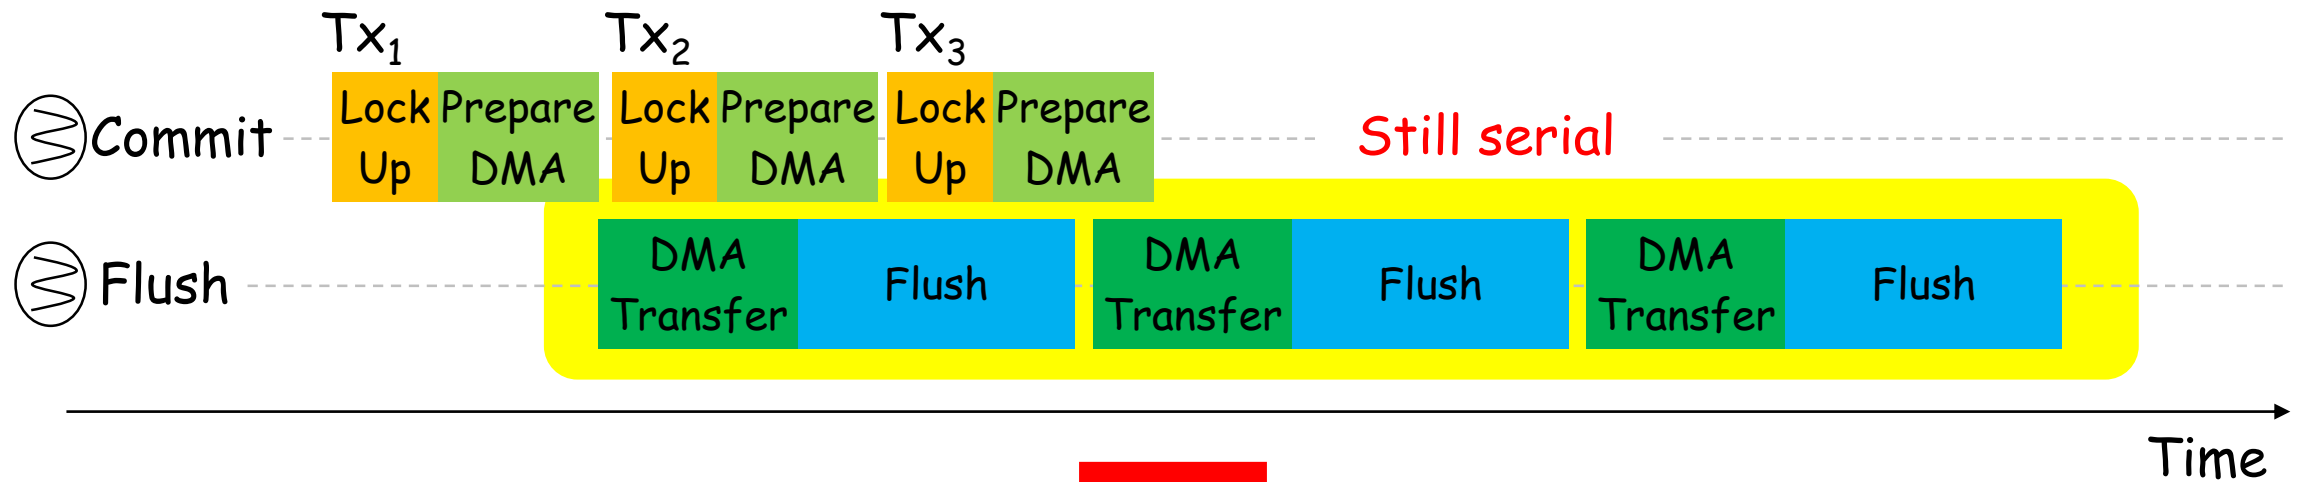 Tx1 Tx2 Tx3
Commit
Lock Up
Prepare DMA
Lock Up
Prepare DMA
Lock Up
Prepare DMA
Still serial
Flush
DMA Transfer
Flush
DMA Transfer
Flush
DMA Transfer
Flush
Time